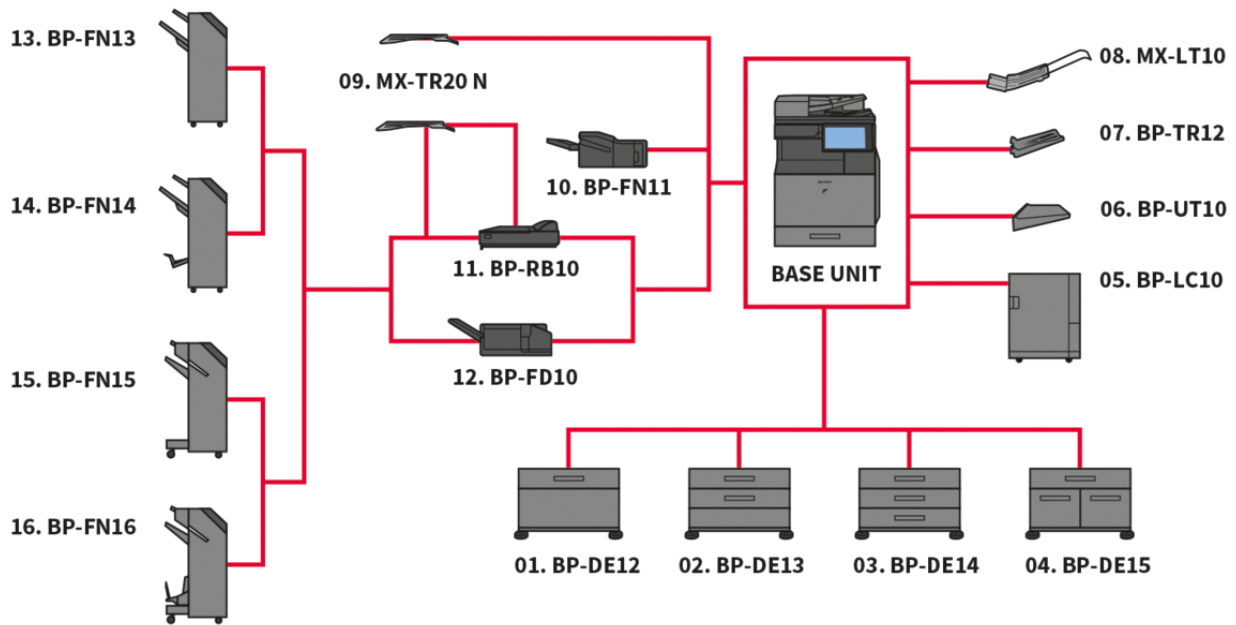 13. BP-FN13
09. MX-TR20 N
08. MX-LT10
07. BP-TR12
10. BP-FN11
14. BP-FN14
06. BP-UT10
11. BP-RB10
BASE UNIT
05. BP-LC10
12. BP-FD10
15. BP-FN15
16. BP-FN16
01. BP-DE12
02. BP-DE13
03. BP-DE14
04. BP-DE15